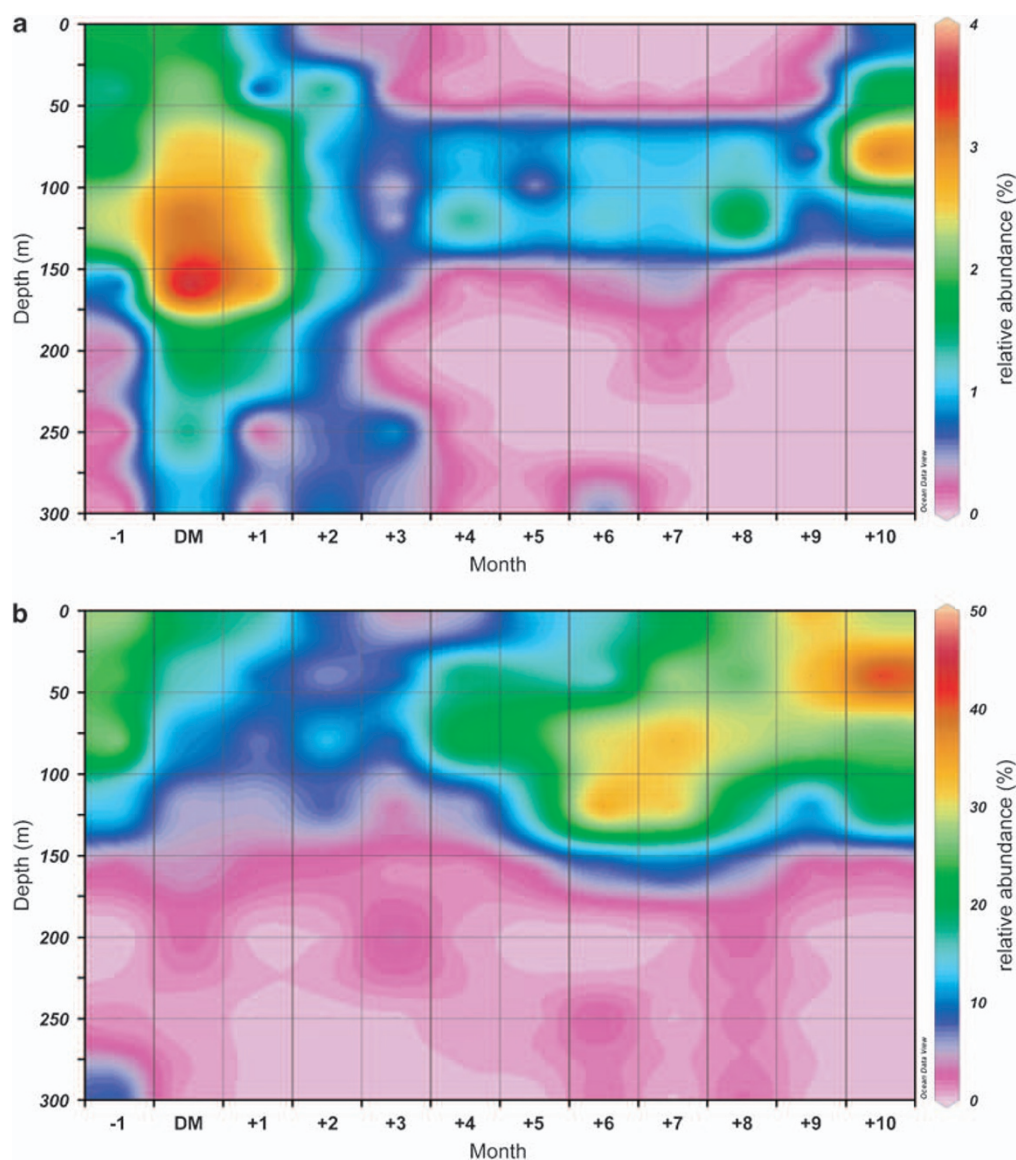 a
0
50
100
150
200
250
300
Depth (m)
-1 DM +1 +2 +3 +4 +5 +6 +7 +8 +9 +10
Month
4
3
2
1
0
relative abundance (%)
Ocean Data View
b
0
50
100
150
200
250
300
Depth (m)
-1 DM +1 +2 +3 +4 +5 +6 +7 +8 +9 +10
Month
50
40
30
20
10
0
relative abundance (%)
Ocean Data View